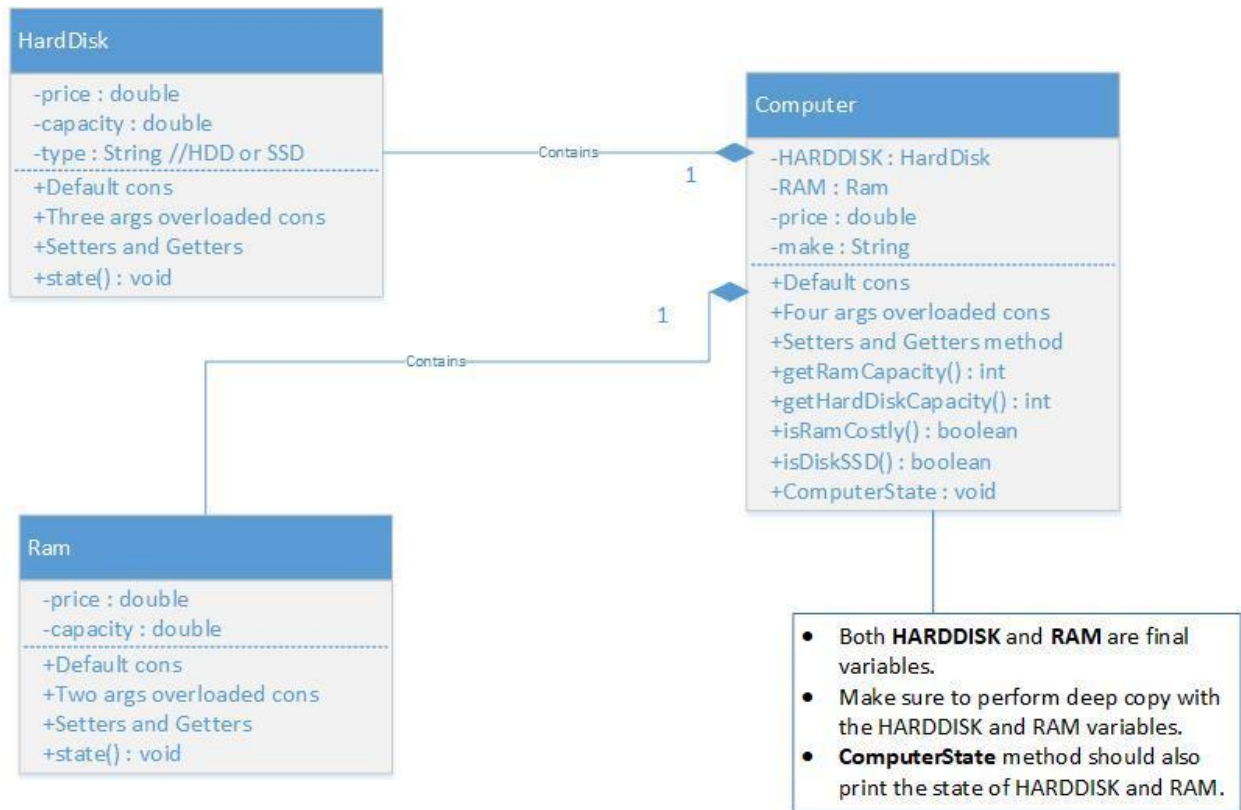 HardDisk
-price : double
-capacity : double
-type : String //HDD or SSD
+Default cons
+Three args overloaded cons
+Setters and Getters
+state() : void
Contains
1
Computer
-HARDDISK : HardDisk
-RAM : Ram
-price : double
-make : String
+Default cons
+Four args overloaded cons
+Setters and Getters method
+getRamCapacity() : int
+getHardDiskCapacity() : int
+isRamCostly() : boolean
+isDiskSSD() : boolean
+ComputerState : void
1
Contains
Ram
-price : double
-capacity : double
+Default cons
+Two args overloaded cons
+Setters and Getters
+state() : void
• Both HARDDISK and RAM are final
variables.
• Make sure to perform deep copy with
the HARDDISK and RAM variables.
• ComputerState method should also
print the state of HARDDISK and RAM.